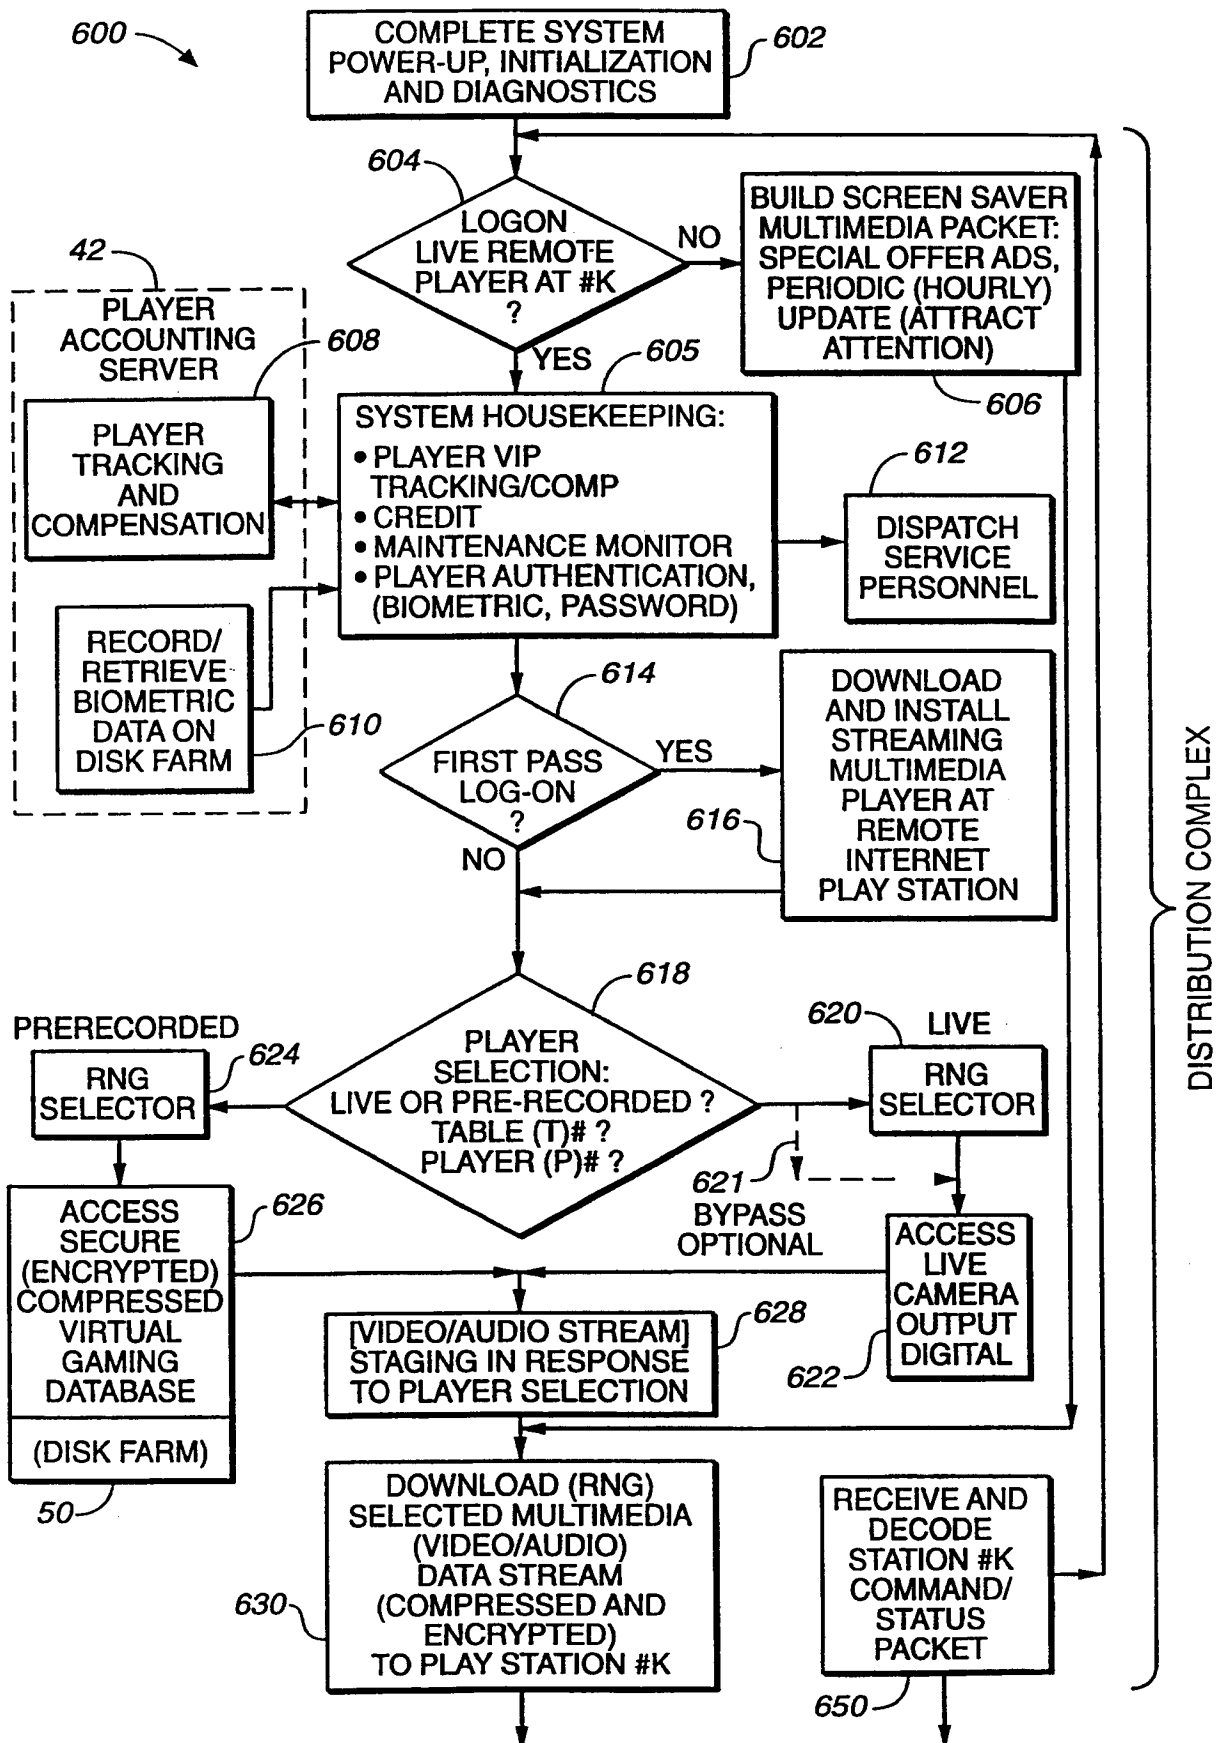 600
COMPLETE SYSTEM
POWER-UP, INITIALIZATION
AND DIAGNOSTICS
602
604
LOGON
LIVE REMOTE
PLAYER AT #K
?
NO
YES
BUILD SCREEN SAVER
MULTIMEDIA PACKET:
SPECIAL OFFER ADS,
PERIODIC (HOURLY)
UPDATE (ATTRACT
ATTENTION)
606
42
PLAYER
ACCOUNTING
SERVER
608
PLAYER
TRACKING
AND
COMPENSATION
RECORD/
RETRIEVE
BIOMETRIC
DATA ON
DISK FARM
610
605
SYSTEM HOUSEKEEPING:
• PLAYER VIP
TRACKING/COMP
• CREDIT
• MAINTENANCE MONITOR
• PLAYER AUTHENTICATION,
(BIOMETRIC, PASSWORD)
612
DISPATCH
SERVICE
PERSONNEL
614
FIRST PASS
LOG-ON
?
YES
NO
DOWNLOAD
AND INSTALL
STREAMING
MULTIMEDIA
PLAYER AT
REMOTE
INTERNET
PLAY STATION
616
618
PLAYER
SELECTION:
LIVE OR PRE-RECORDED ?
TABLE (T)# ?
PLAYER (P)# ?
PRERECORDED
624
RNG
SELECTOR
620
LIVE
RNG
SELECTOR
621
BYPASS
OPTIONAL
ACCESS
SECURE
(ENCRYPTED)
COMPRESSED
VIRTUAL
GAMING
DATABASE
626
(DISK FARM)
50
ACCESS
LIVE
CAMERA
OUTPUT
DIGITAL
622
[VIDEO/AUDIO STREAM]
STAGING IN RESPONSE
TO PLAYER SELECTION
628
DOWNLOAD (RNG)
SELECTED MULTIMEDIA
(VIDEO/AUDIO)
DATA STREAM
(COMPRESSED AND
ENCRYPTED)
TO PLAY STATION #K
630
RECEIVE AND
DECODE
STATION #K
COMMAND/
STATUS
PACKET
650
DISTRIBUTION COMPLEX